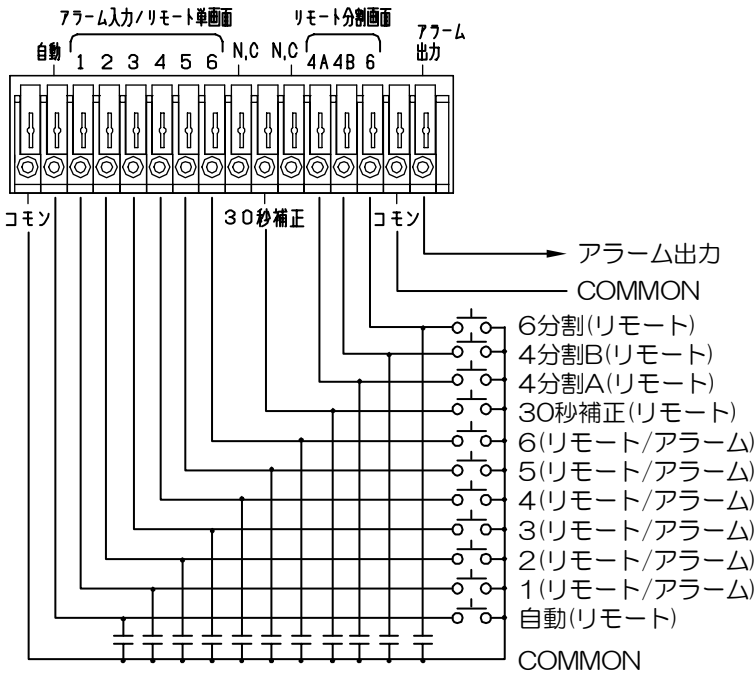 アラーム入力/リモート単画面
リモート分割画面
アラーム
出力
自動
1 2 3 4 5 6
N,C N,C
4A 4B 6
コモン
30秒補正
コモン
アラーム出力
COMMON
6分割(リモート)
4分割B(リモート)
4分割A(リモート)
30秒補正(リモート)
6(リモート/アラーム)
5(リモート/アラーム)
4(リモート/アラーム)
3(リモート/アラーム)
2(リモート/アラーム)
1(リモート/アラーム)
自動(リモート)
COMMON